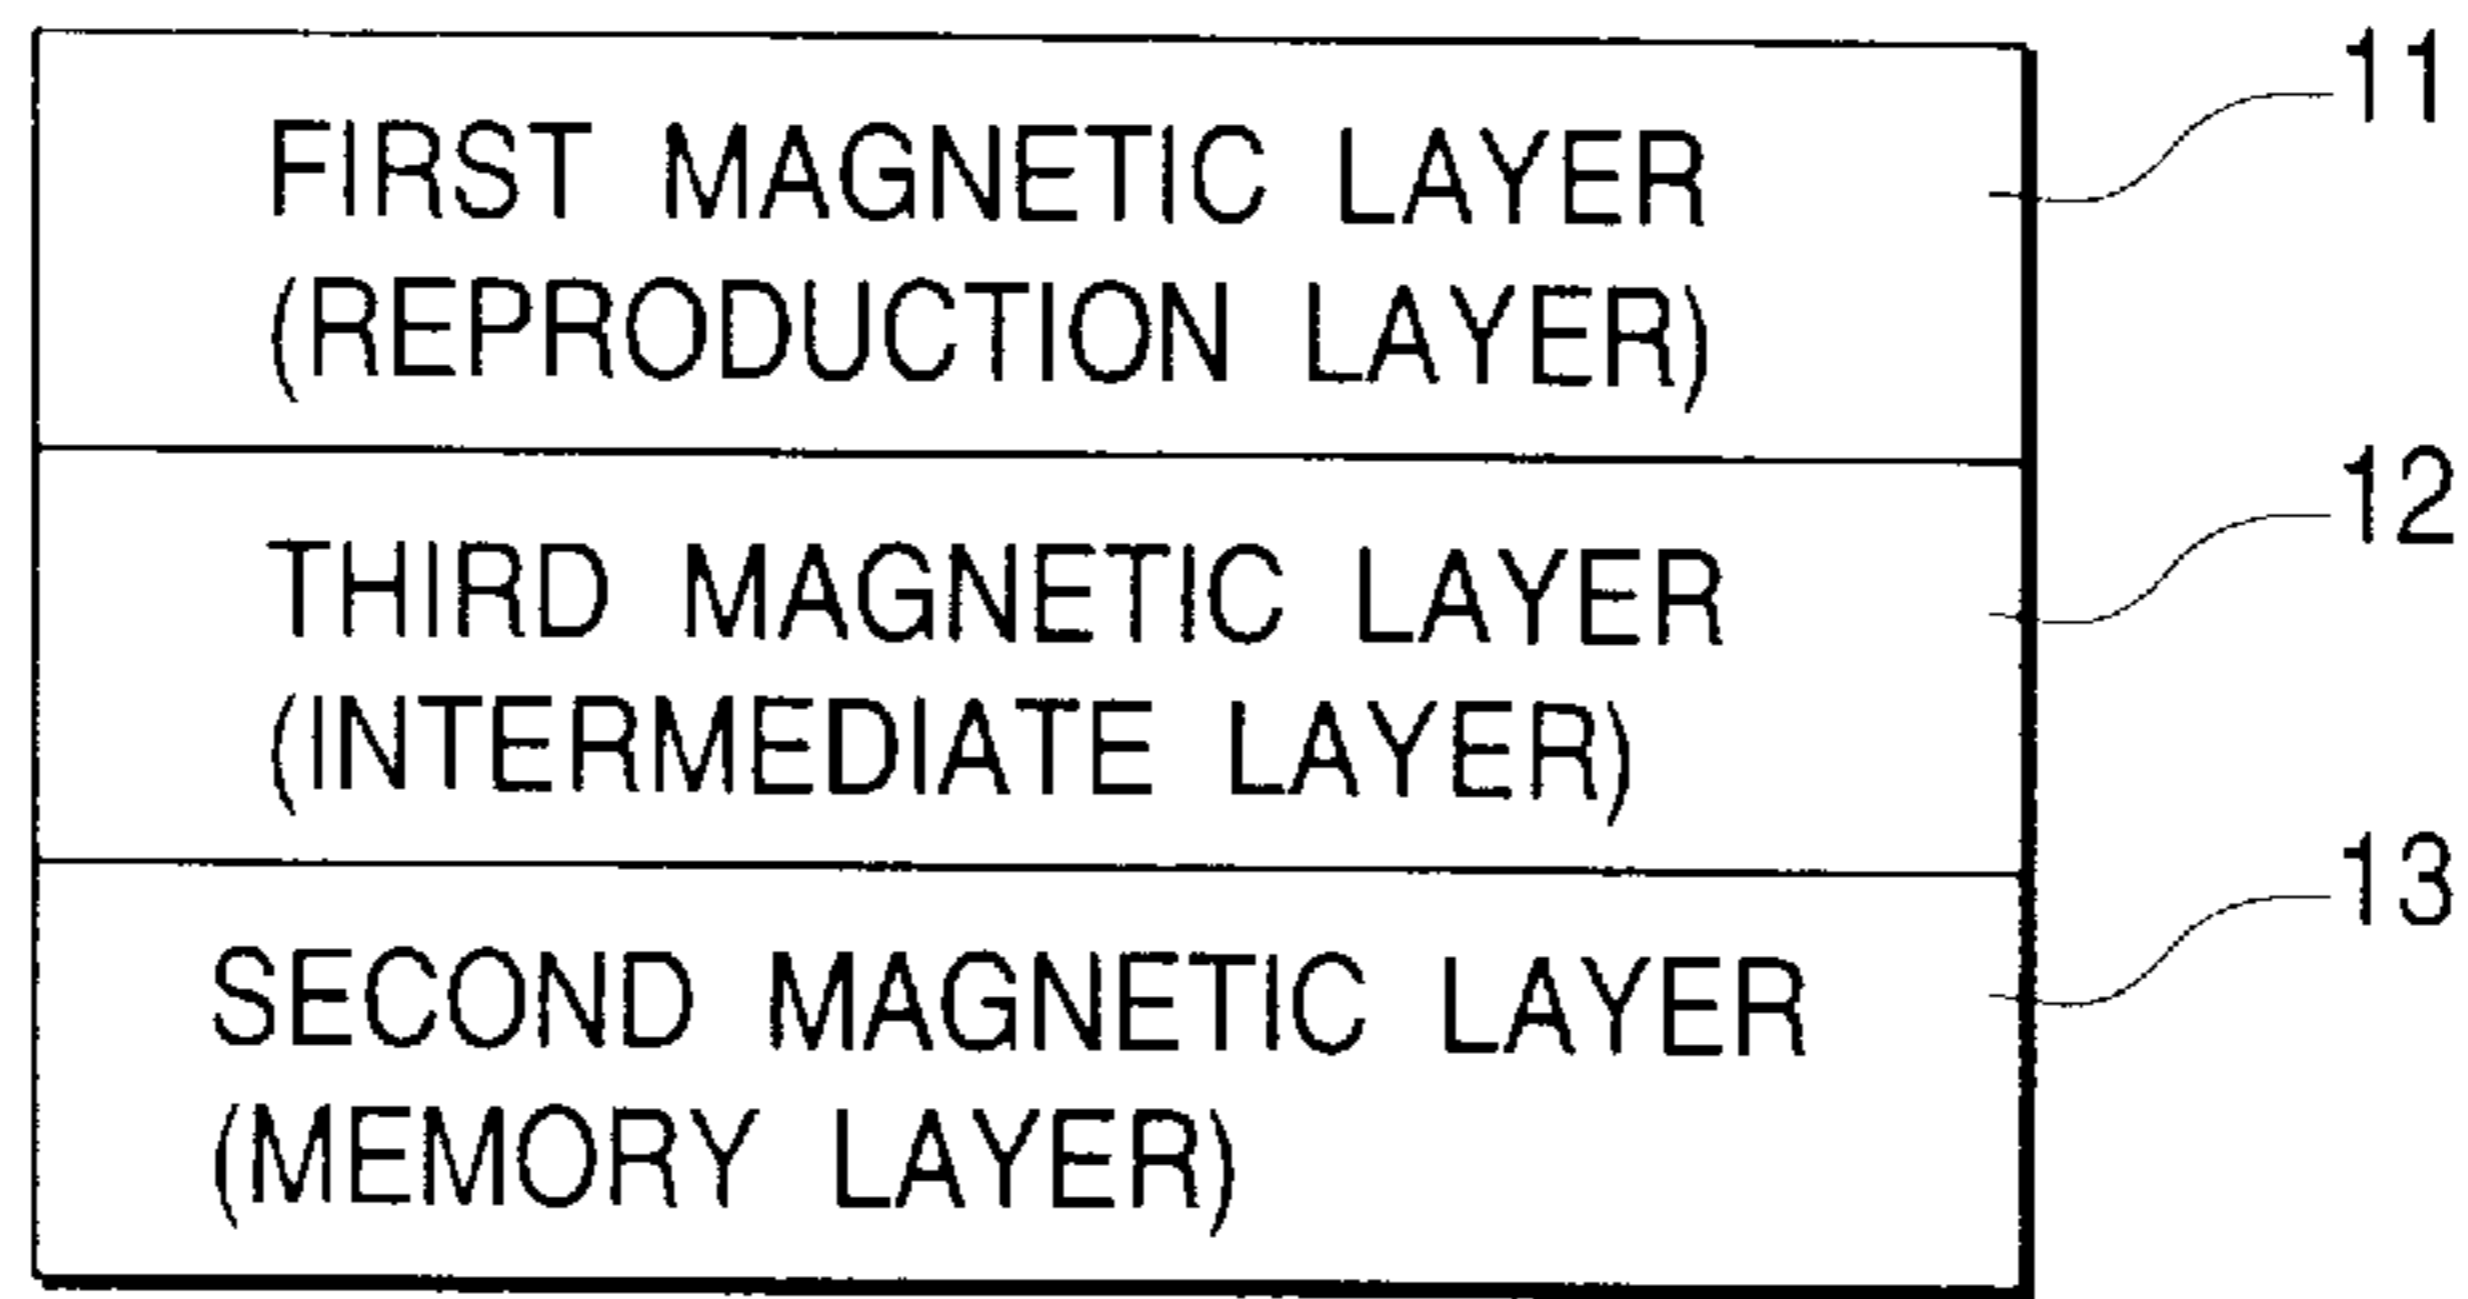 FIRST MAGNETIC LAYER
(REPRODUCTION LAYER)
11
THIRD MAGNETIC LAYER
(INTERMEDIATE LAYER)
12
SECOND MAGNETIC LAYER
(MEMORY LAYER)
13